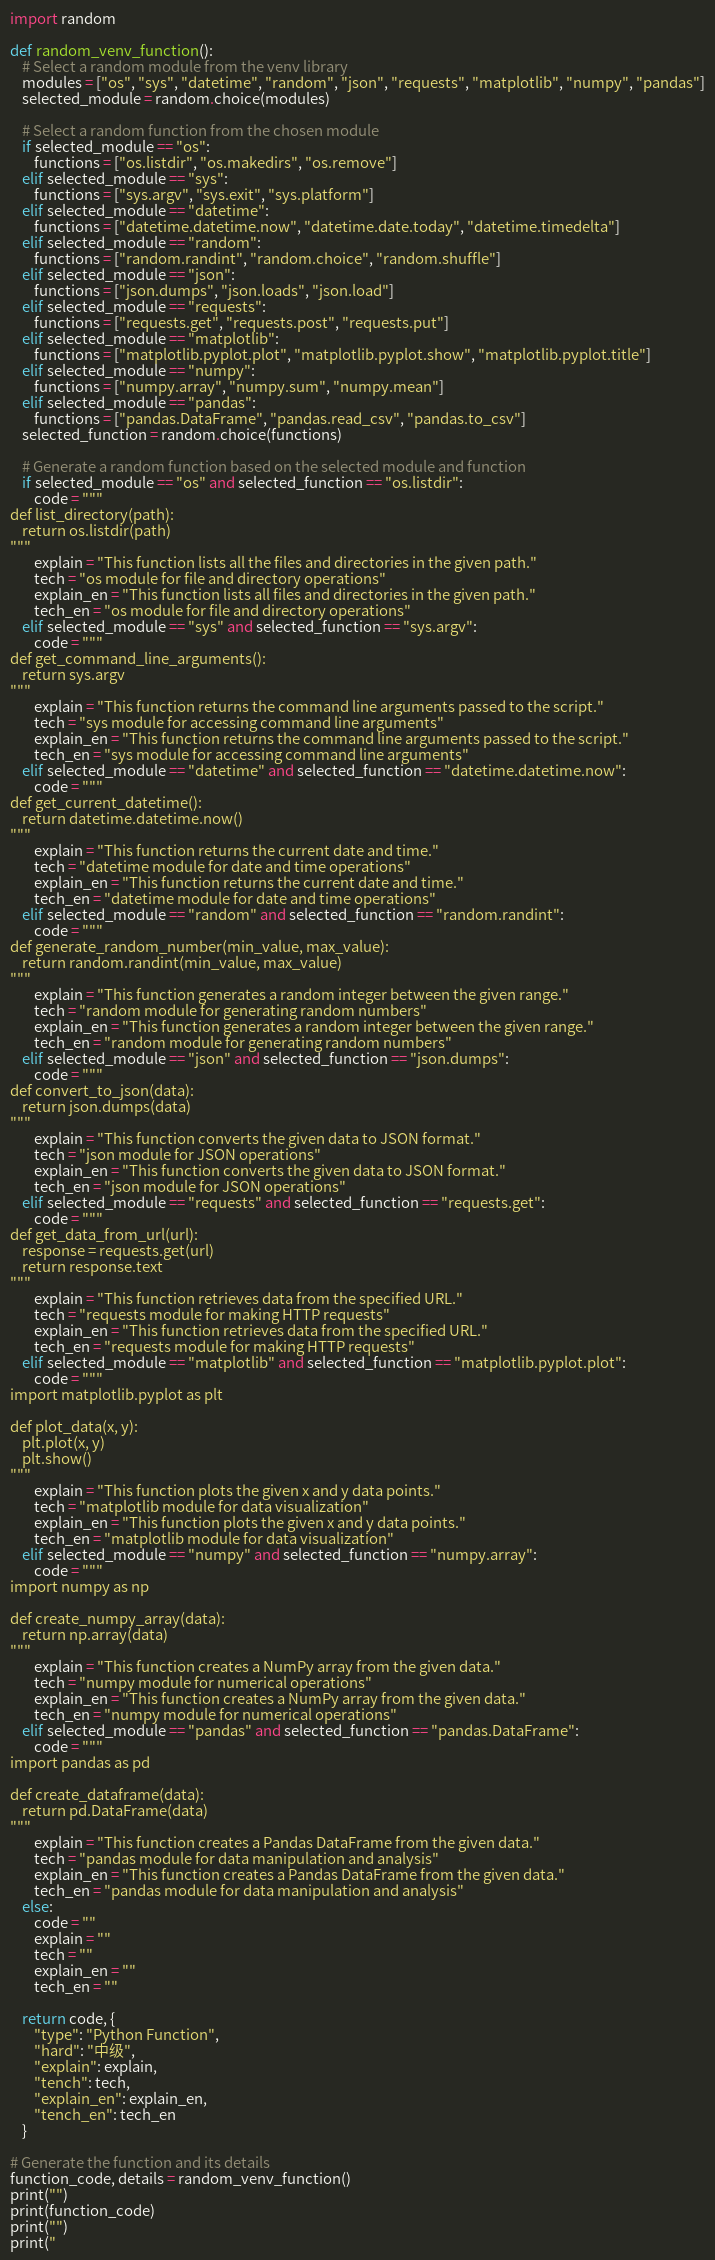 import random

def random_venv_function():
    # Select a random module from the venv library
    modules = ["os", "sys", "datetime", "random", "json", "requests", "matplotlib", "numpy", "pandas"]
    selected_module = random.choice(modules)

    # Select a random function from the chosen module
    if selected_module == "os":
        functions = ["os.listdir", "os.makedirs", "os.remove"]
    elif selected_module == "sys":
        functions = ["sys.argv", "sys.exit", "sys.platform"]
    elif selected_module == "datetime":
        functions = ["datetime.datetime.now", "datetime.date.today", "datetime.timedelta"]
    elif selected_module == "random":
        functions = ["random.randint", "random.choice", "random.shuffle"]
    elif selected_module == "json":
        functions = ["json.dumps", "json.loads", "json.load"]
    elif selected_module == "requests":
        functions = ["requests.get", "requests.post", "requests.put"]
    elif selected_module == "matplotlib":
        functions = ["matplotlib.pyplot.plot", "matplotlib.pyplot.show", "matplotlib.pyplot.title"]
    elif selected_module == "numpy":
        functions = ["numpy.array", "numpy.sum", "numpy.mean"]
    elif selected_module == "pandas":
        functions = ["pandas.DataFrame", "pandas.read_csv", "pandas.to_csv"]
    selected_function = random.choice(functions)

    # Generate a random function based on the selected module and function
    if selected_module == "os" and selected_function == "os.listdir":
        code = """
def list_directory(path):
    return os.listdir(path)
"""
        explain = "This function lists all the files and directories in the given path."
        tech = "os module for file and directory operations"
        explain_en = "This function lists all files and directories in the given path."
        tech_en = "os module for file and directory operations"
    elif selected_module == "sys" and selected_function == "sys.argv":
        code = """
def get_command_line_arguments():
    return sys.argv
"""
        explain = "This function returns the command line arguments passed to the script."
        tech = "sys module for accessing command line arguments"
        explain_en = "This function returns the command line arguments passed to the script."
        tech_en = "sys module for accessing command line arguments"
    elif selected_module == "datetime" and selected_function == "datetime.datetime.now":
        code = """
def get_current_datetime():
    return datetime.datetime.now()
"""
        explain = "This function returns the current date and time."
        tech = "datetime module for date and time operations"
        explain_en = "This function returns the current date and time."
        tech_en = "datetime module for date and time operations"
    elif selected_module == "random" and selected_function == "random.randint":
        code = """
def generate_random_number(min_value, max_value):
    return random.randint(min_value, max_value)
"""
        explain = "This function generates a random integer between the given range."
        tech = "random module for generating random numbers"
        explain_en = "This function generates a random integer between the given range."
        tech_en = "random module for generating random numbers"
    elif selected_module == "json" and selected_function == "json.dumps":
        code = """
def convert_to_json(data):
    return json.dumps(data)
"""
        explain = "This function converts the given data to JSON format."
        tech = "json module for JSON operations"
        explain_en = "This function converts the given data to JSON format."
        tech_en = "json module for JSON operations"
    elif selected_module == "requests" and selected_function == "requests.get":
        code = """
def get_data_from_url(url):
    response = requests.get(url)
    return response.text
"""
        explain = "This function retrieves data from the specified URL."
        tech = "requests module for making HTTP requests"
        explain_en = "This function retrieves data from the specified URL."
        tech_en = "requests module for making HTTP requests"
    elif selected_module == "matplotlib" and selected_function == "matplotlib.pyplot.plot":
        code = """
import matplotlib.pyplot as plt

def plot_data(x, y):
    plt.plot(x, y)
    plt.show()
"""
        explain = "This function plots the given x and y data points."
        tech = "matplotlib module for data visualization"
        explain_en = "This function plots the given x and y data points."
        tech_en = "matplotlib module for data visualization"
    elif selected_module == "numpy" and selected_function == "numpy.array":
        code = """
import numpy as np

def create_numpy_array(data):
    return np.array(data)
"""
        explain = "This function creates a NumPy array from the given data."
        tech = "numpy module for numerical operations"
        explain_en = "This function creates a NumPy array from the given data."
        tech_en = "numpy module for numerical operations"
    elif selected_module == "pandas" and selected_function == "pandas.DataFrame":
        code = """
import pandas as pd

def create_dataframe(data):
    return pd.DataFrame(data)
"""
        explain = "This function creates a Pandas DataFrame from the given data."
        tech = "pandas module for data manipulation and analysis"
        explain_en = "This function creates a Pandas DataFrame from the given data."
        tech_en = "pandas module for data manipulation and analysis"
    else:
        code = ""
        explain = ""
        tech = ""
        explain_en = ""
        tech_en = ""

    return code, {
        "type": "Python Function",
        "hard": "中级",
        "explain": explain,
        "tench": tech,
        "explain_en": explain_en,
        "tench_en": tech_en
    }

# Generate the function and its details
function_code, details = random_venv_function()
print("")
print(function_code)
print("")
print("